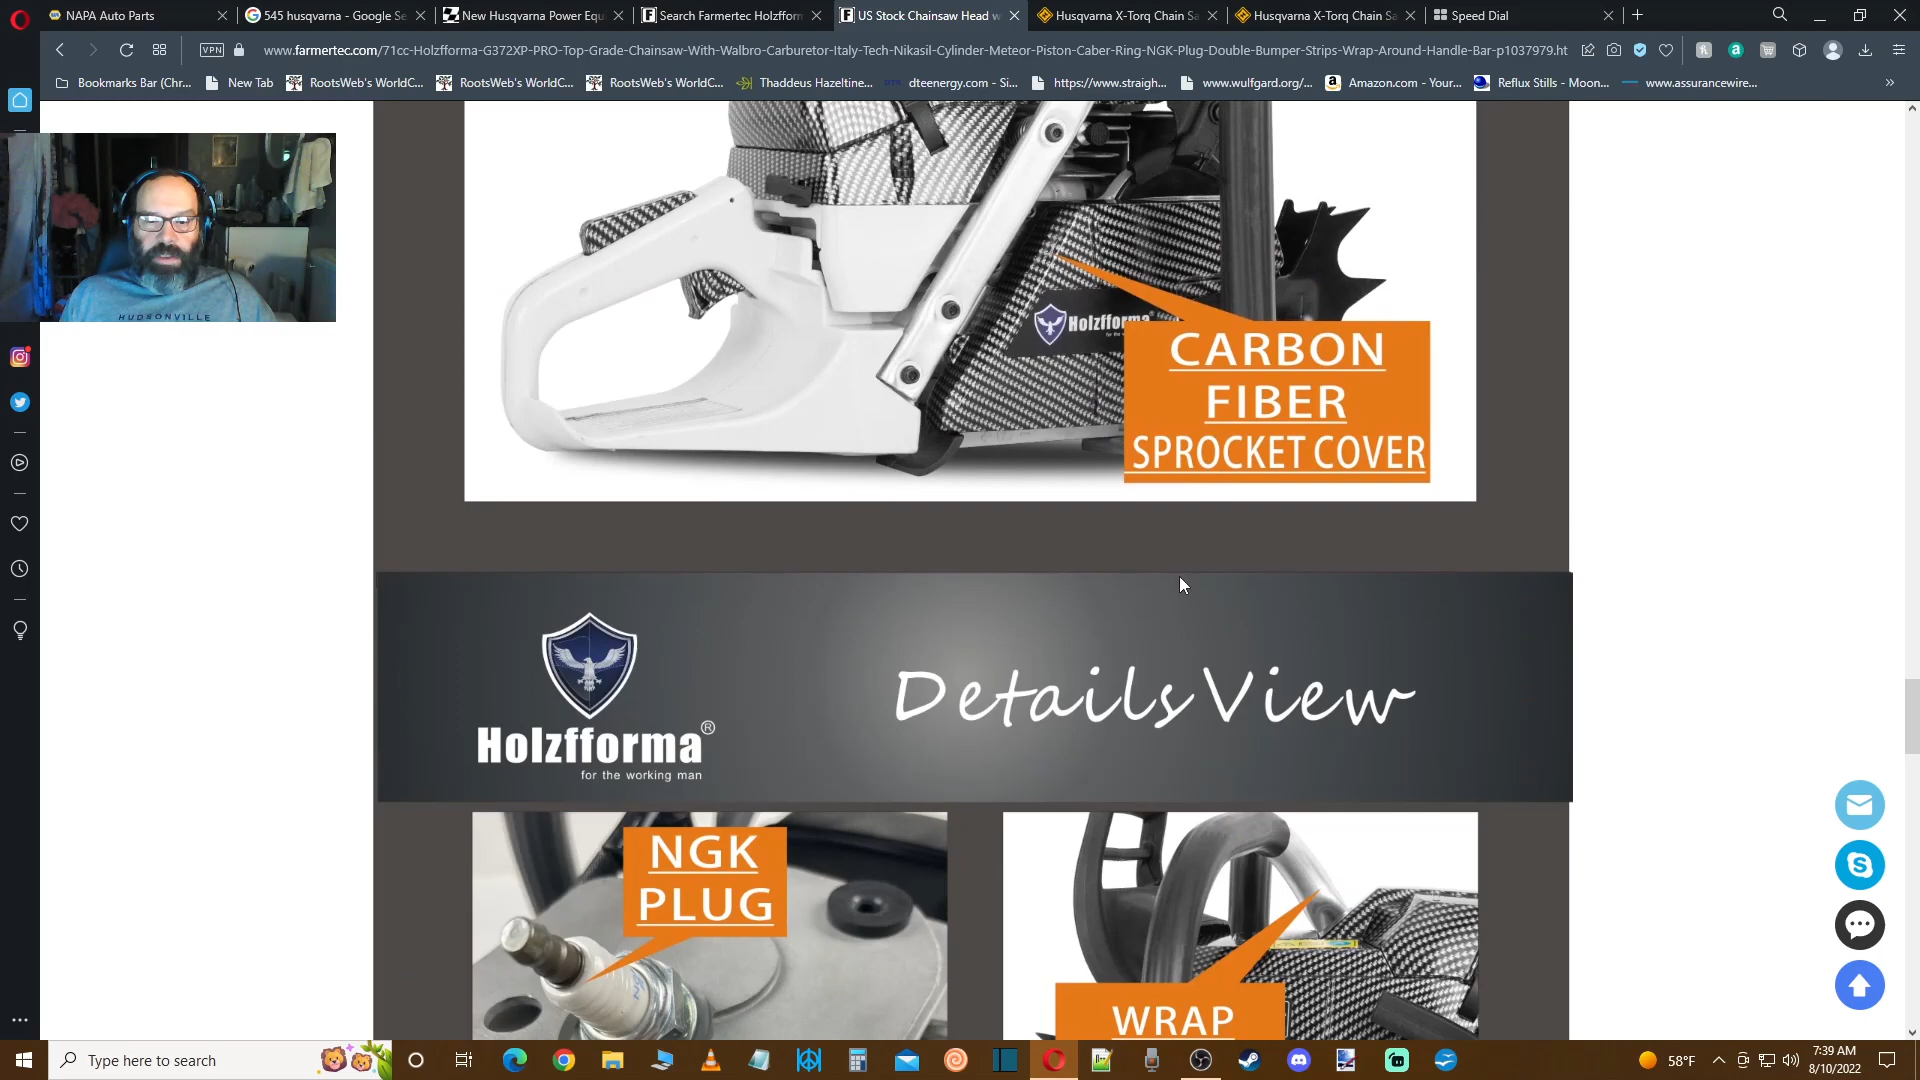 NAPA Auto Parts
545 husqvarna - Google Se
New Husqvarna Power Equ
Search Farmertec Holzfform
US Stock Chainsaw Head w
Husqvarna X-Torq Chain Sa
Husqvarna X-Torq Chain Sa
Speed Dial
VPN
www.farmertec.com/71cc-Holzfforma-G372XP-PRO-Top-Grade-Chainsaw-With-Walbro-Carburetor-Italy-Tech-Nikasil-Cylinder-Meteor-Piston-Caber-Ring-NGK-Plug-Double-Bumper-Strips-Wrap-Around-Handle-Bar-p1037979.ht
Bookmarks Bar (Chr...
New Tab
RootsWeb's WorldC...
RootsWeb's WorldC...
RootsWeb's WorldC...
Thaddeus Hazeltine...
dteenergy.com - Si...
https://www.straigh...
www.wulfgard.org/...
Amazon.com - Your...
Reflux Stills - Moon...
www.assurancewire...
HUDSONVILLE
Holzfforma
CARBON
FIBER
SPROCKET COVER
Details View
Holzfforma®
for the working man
NGK
PLUG
WRAP
Type here to search
58°F
7:39 AM
8/10/2022